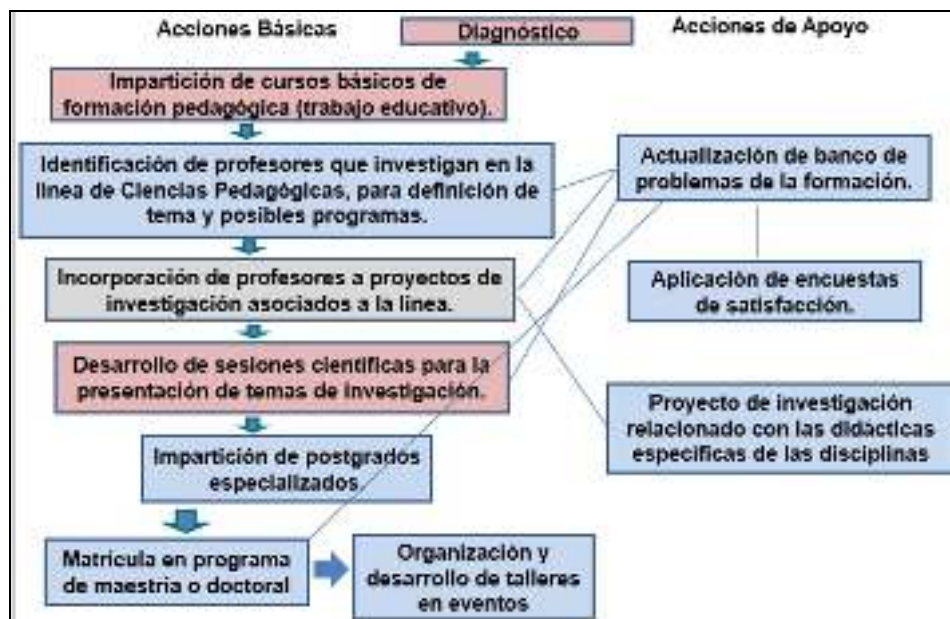 Acciones Básicas
Diagnóstico
Acciones de Apoyo
Impartición de cursos básicos de
formación pedagógica (trabajo educativo).
Identificación de profesores que investigan en la
línea de Ciencias Pedagógicas, para definición de
tema y posibles programas.
Actualización de banco de
problemas de la formación.
Incorporación de profesores a proyectos de
investigación asociados a la línea.
Aplicación de encuestas
de satisfacción.
Desarrollo de sesiones científicas para la
presentación de temas de investigación.
Proyecto de investigación
relacionado con las didácticas
específicas de las disciplinas
Impartición de postgrados
especializados.
Matrícula en programa
de maestría o doctoral
Organización y
desarrollo de talleres
en eventos